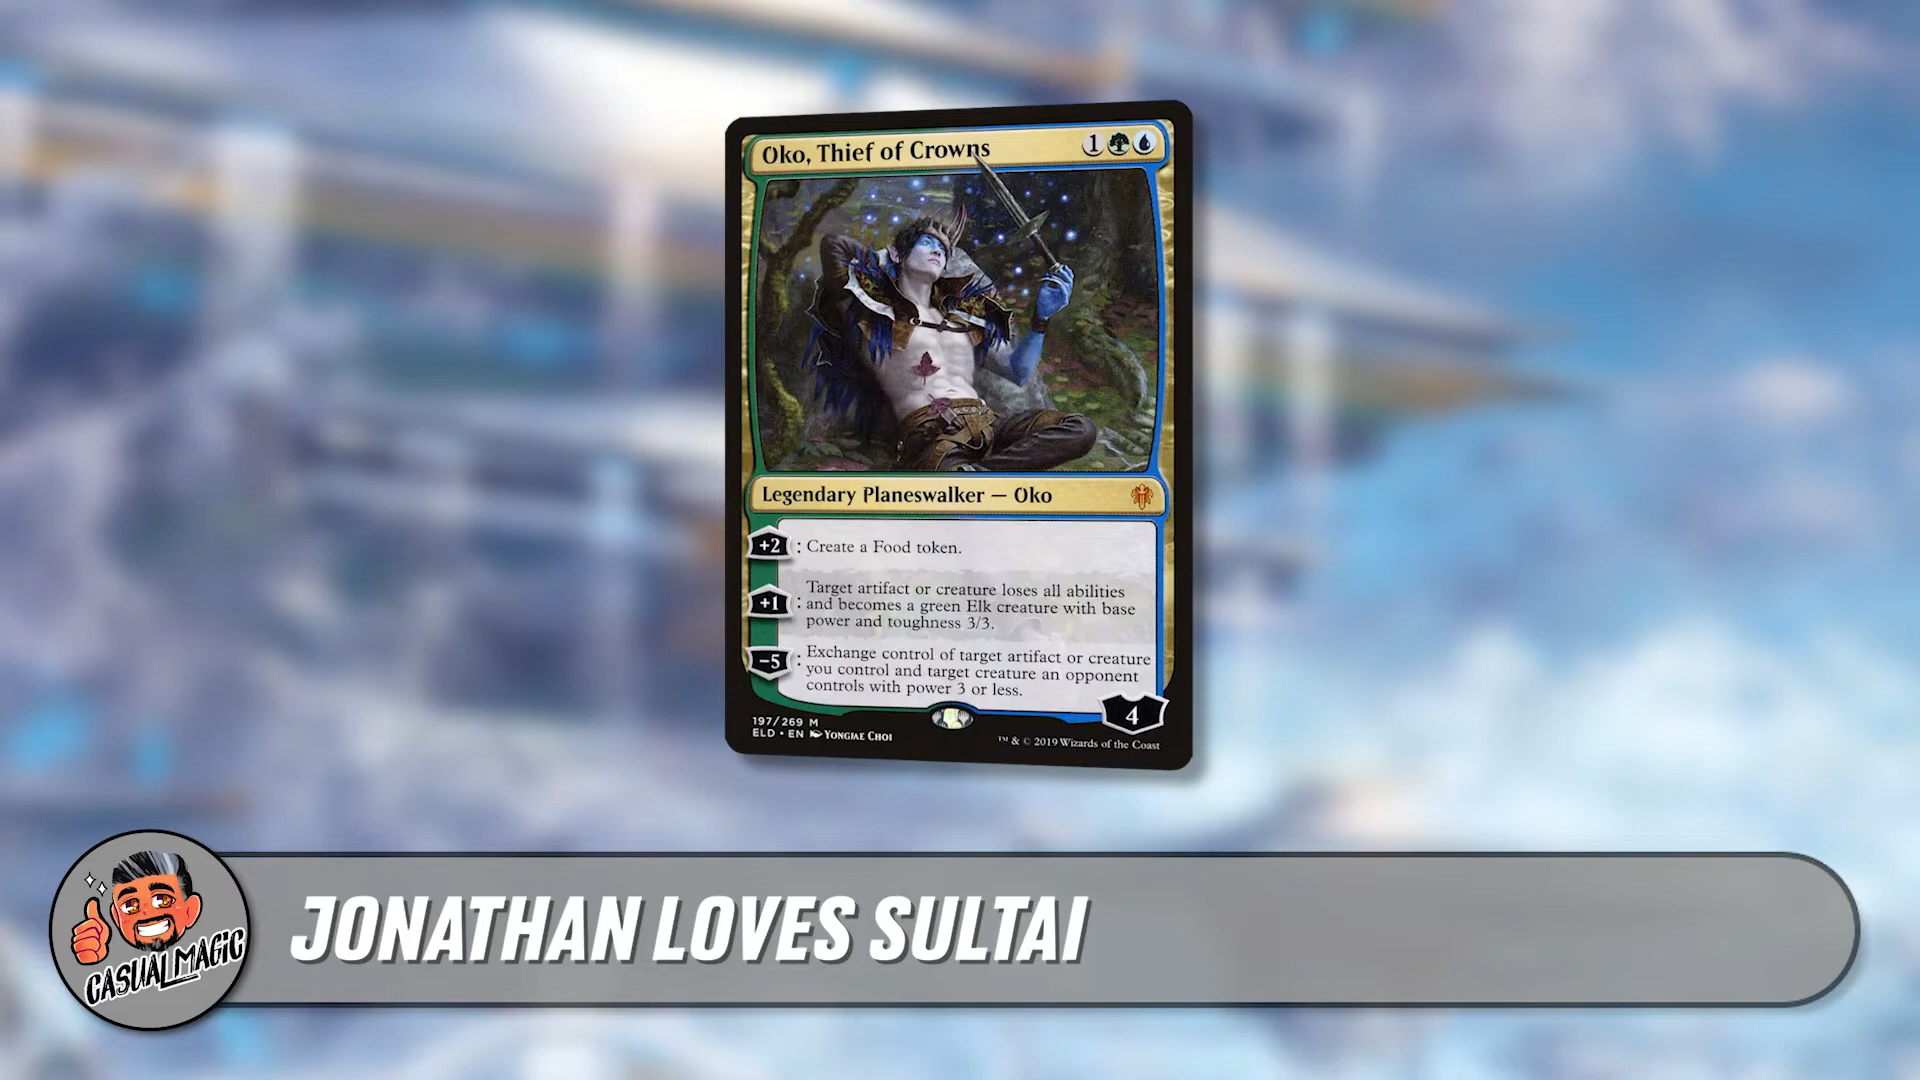 Oko, Thief of Crowns
1
Legendary Planeswalker — Oko
+2 : Create a Food token.
+1 : Target artifact or creature loses all abilities
and becomes a green Elk creature with base
power and toughness 3/3.
−5 : Exchange control of target artifact or creature
you control and target creature an opponent
controls with power 3 or less.
4
197/269 M
ELD • EN Yongjae Choi
™ & © 2019 Wizards of the Coast
CASUAL MAGIC
JONATHAN LOVES SULTAI